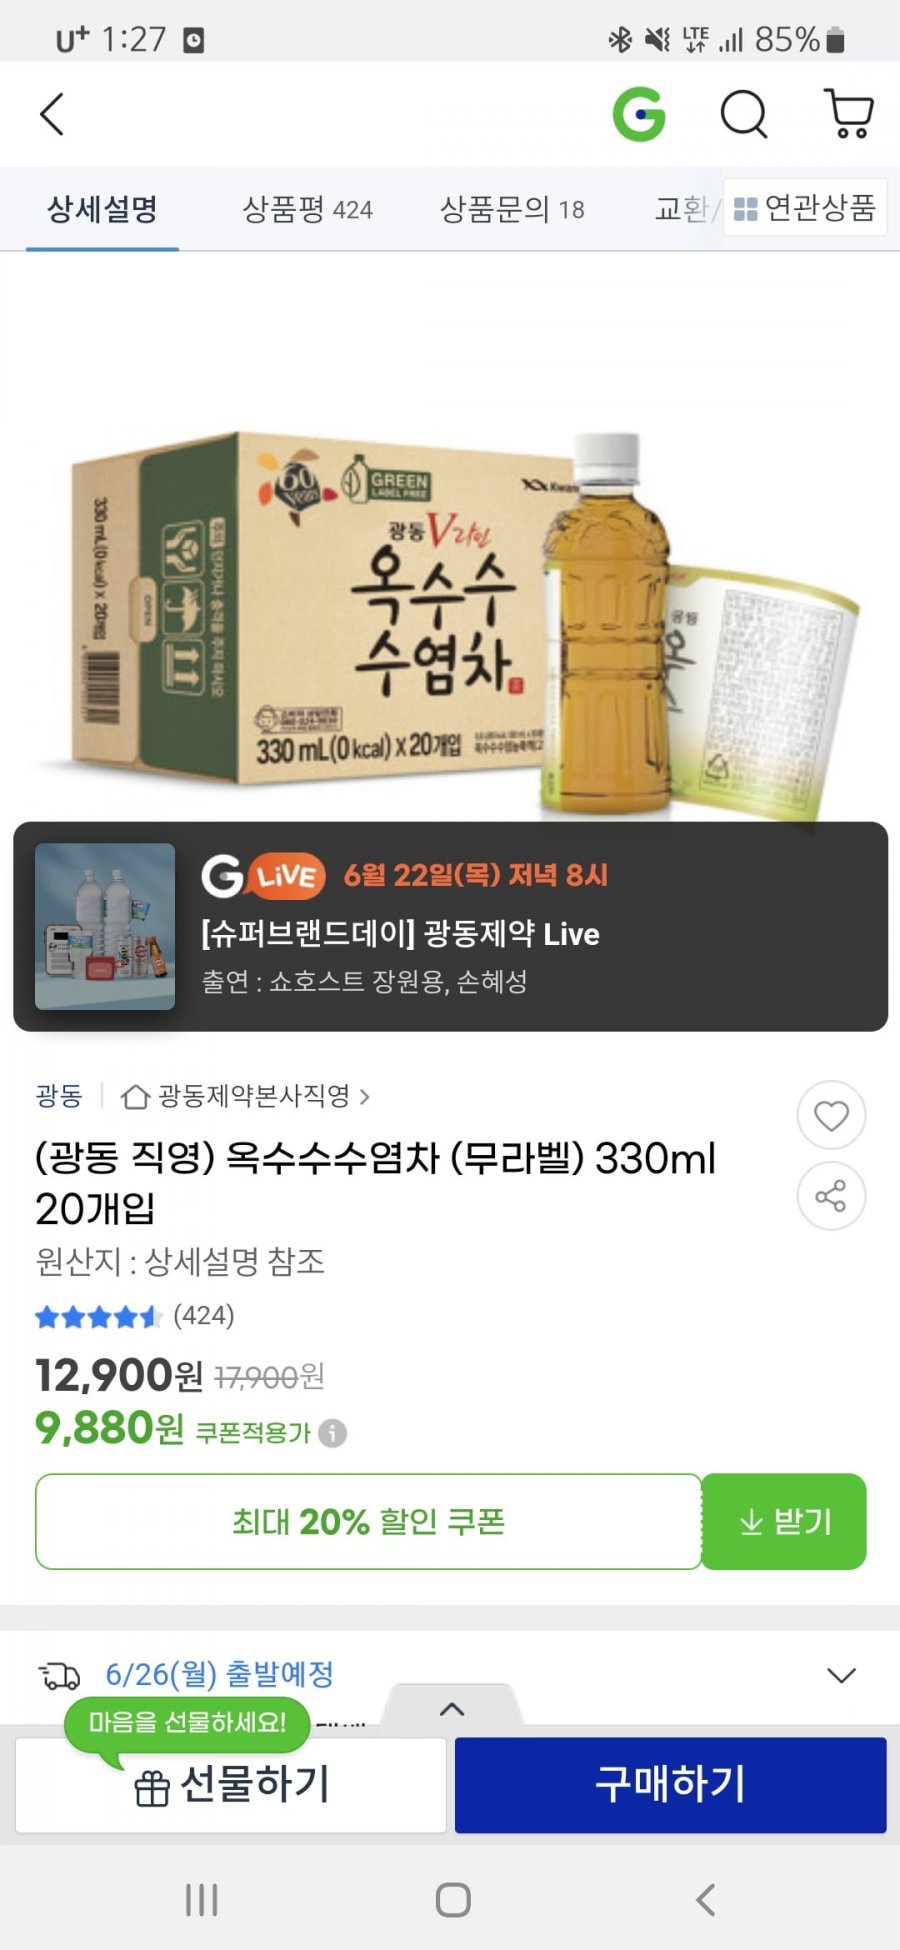 U+ 1:27
LTE 85%
G
상세설명 상품평 424 상품문의 18 교환/ 연관상품
60 Years
GREEN
LABEL FREE
광동 V라인
옥수수
수염차
330 mL(0 kcal) X 20개입
330 mL(0 kcal) X 20개입
OPEN
G LiVE 6월 22일(목) 저녁 8시
[슈퍼브랜드데이] 광동제약 Live
출연 : 쇼호스트 장원용, 손혜성
광동 광동제약본사직영 >
(광동 직영) 옥수수수염차 (무라벨) 330ml
20개입
원산지 : 상세설명 참조
(424)
12,900원 17,900원
9,880원 쿠폰적용가 i
최대 20% 할인 쿠폰 받기
6/26(월) 출발예정
마음을 선물하세요!
선물하기 구매하기